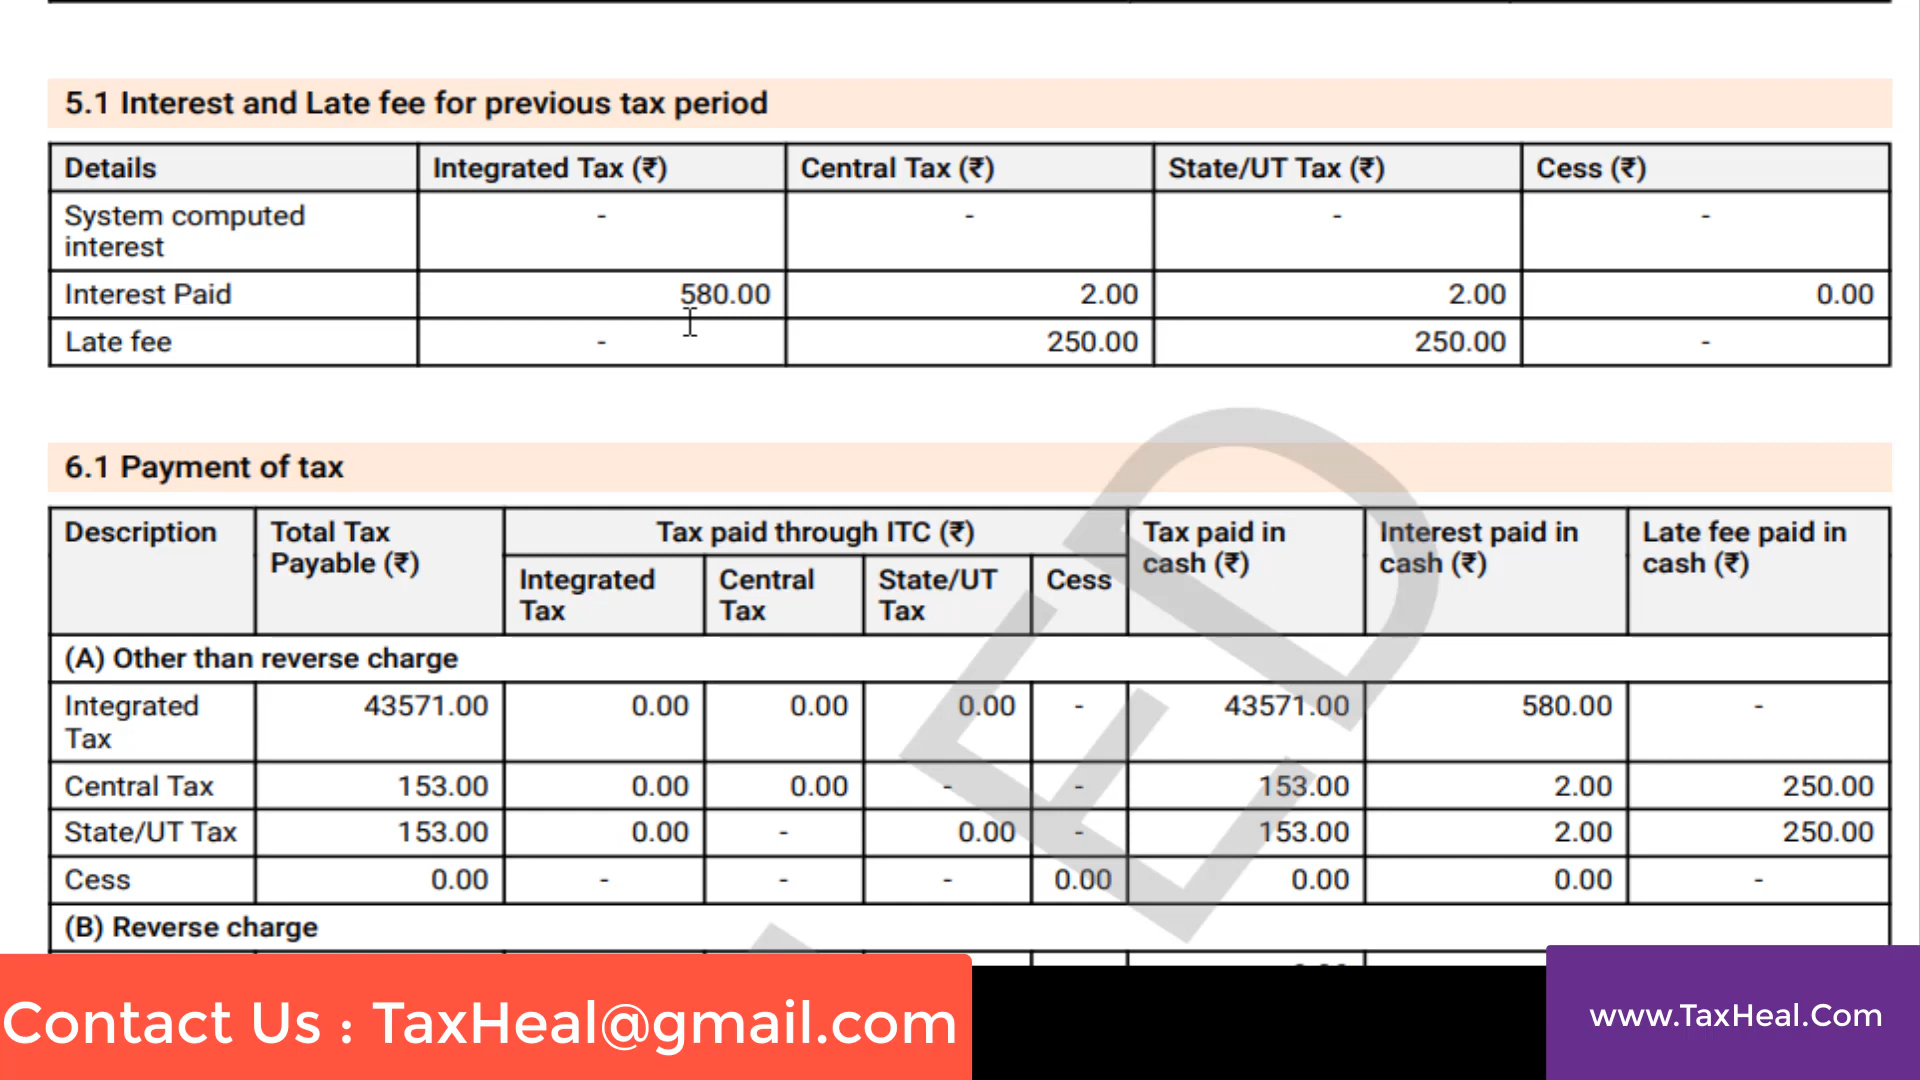 5.1 Interest and Late fee for previous tax period
Details Integrated Tax (₹) Central Tax (₹) State/UT Tax (₹) Cess (₹)
System computed interest - - - -
Interest Paid 580.00 2.00 2.00 0.00
Late fee - 250.00 250.00 -
6.1 Payment of tax
Description Total Tax Payable (₹) Tax paid through ITC (₹) Tax paid in cash (₹) Interest paid in cash (₹) Late fee paid in cash (₹)
Integrated Tax Central Tax State/UT Tax Cess
(A) Other than reverse charge
Integrated Tax 43571.00 0.00 0.00 0.00 - 43571.00 580.00 -
Central Tax 153.00 0.00 0.00 - - 153.00 2.00 250.00
State/UT Tax 153.00 0.00 - 0.00 - 153.00 2.00 250.00
Cess 0.00 - - - 0.00 0.00 0.00 -
(B) Reverse charge
ED
Contact Us : TaxHeal@gmail.com
www.TaxHeal.Com